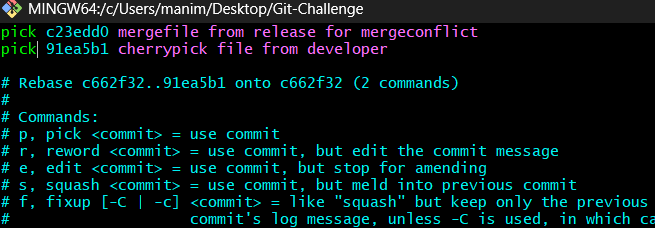 MINGW64:/c/Users/manim/Desktop/Git-Challenge
pick c23edd0 mergefile from release for mergeconflict
pick 91ea5b1 cherrypick file from developer
# Rebase c662f32..91ea5b1 onto c662f32 (2 commands)
#
# Commands:
# p, pick <commit> = use commit
# r, reword <commit> = use commit, but edit the commit message
# e, edit <commit> = use commit, but stop for amending
# s, squash <commit> = use commit, but meld into previous commit
# f, fixup [-C | -c] <commit> = like "squash" but keep only the previous
# commit's log message, unless -C is used, in which ca